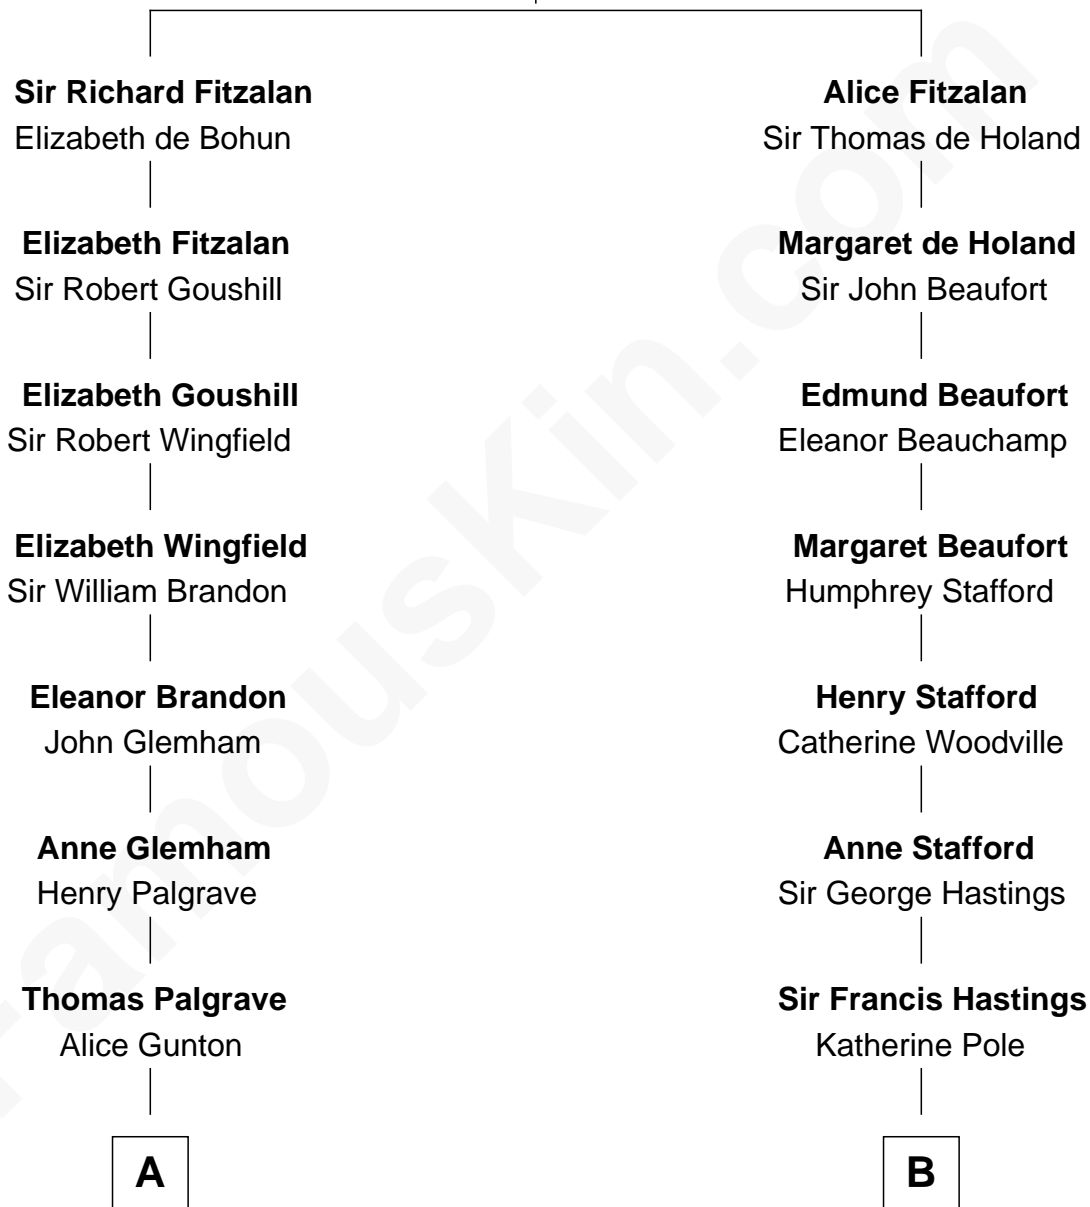 Sir Richard Fitzalan
Elizabeth de Bohun
Elizabeth Fitzalan
Sir Robert Goushill
Elizabeth Goushill
Sir Robert Wingfield
Elizabeth Wingfield
Sir William Brandon
Eleanor Brandon
John Glemham
Anne Glemham
Henry Palgrave
Thomas Palgrave
Alice Gunton
A
Alice Fitzalan
Sir Thomas de Holand
Margaret de Holand
Sir John Beaufort
Edmund Beaufort
Eleanor Beauchamp
Margaret Beaufort
Humphrey Stafford
Henry Stafford
Catherine Woodville
Anne Stafford
Sir George Hastings
Sir Francis Hastings
Katherine Pole
B
FamousKin.com